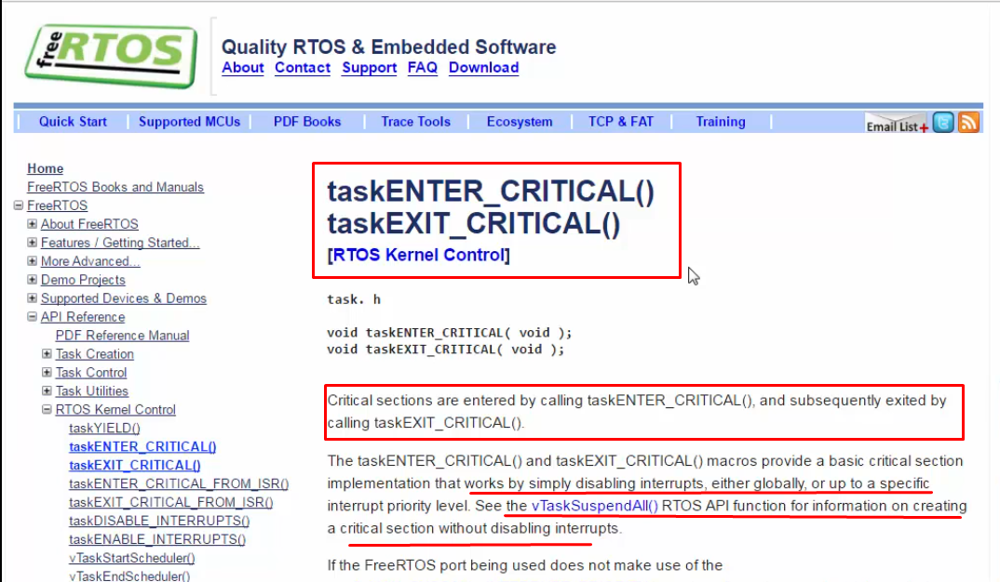 free RTOS
Quality RTOS & Embedded Software
About Contact Support FAQ Download
Quick Start Supported MCUs PDF Books Trace Tools Ecosystem TCP & FAT Training Email List+
Home
FreeRTOS Books and Manuals
FreeRTOS
About FreeRTOS
Features / Getting Started...
More Advanced...
Demo Projects
Supported Devices & Demos
API Reference
PDF Reference Manual
Task Creation
Task Control
Task Utilities
RTOS Kernel Control
taskYIELD()
taskENTER_CRITICAL()
taskEXIT_CRITICAL()
taskENTER_CRITICAL_FROM_ISR()
taskEXIT_CRITICAL_FROM_ISR()
taskDISABLE_INTERRUPTS()
taskENABLE_INTERRUPTS()
vTaskStartScheduler()
vTaskEndScheduler()
taskENTER_CRITICAL()
taskEXIT_CRITICAL()
[RTOS Kernel Control]
task. h
void taskENTER_CRITICAL( void );
void taskEXIT_CRITICAL( void );
Critical sections are entered by calling taskENTER_CRITICAL(), and subsequently exited by
calling taskEXIT_CRITICAL().
The taskENTER_CRITICAL() and taskEXIT_CRITICAL() macros provide a basic critical section
implementation that works by simply disabling interrupts, either globally, or up to a specific
interrupt priority level. See the vTaskSuspendAll() RTOS API function for information on creating
a critical section without disabling interrupts.
If the FreeRTOS port being used does not make use of the